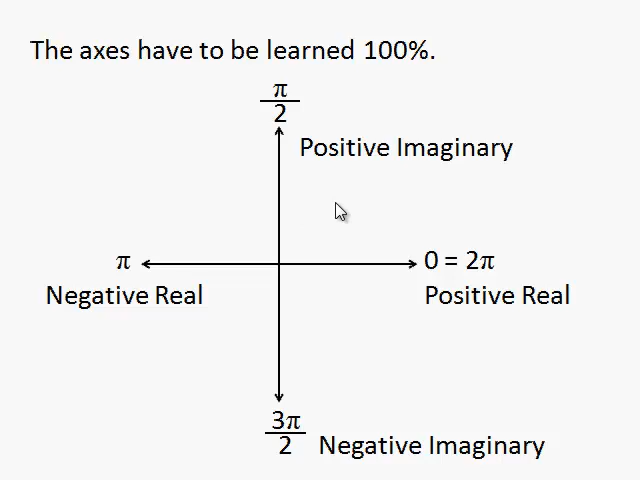 The axes have to be learned 100%.
π
2
Positive Imaginary
π
0 = 2π
Negative Real
Positive Real
3π
2
Negative Imaginary